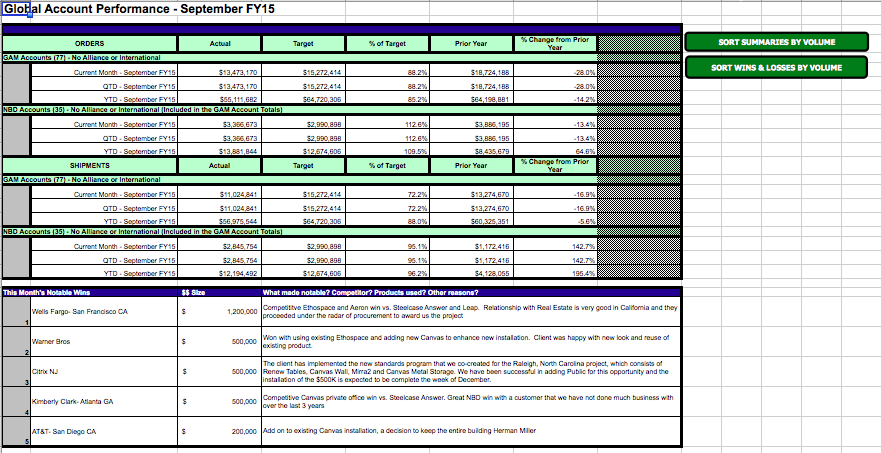 Global Account Performance - September FY15
ORDERS Actual Target % of Target Prior Year % Change from Prior Year
GAM Accounts (77) - No Alliance or International
Current Month - September FY15 $13,473,170 $15,272,414 88.2% $18,724,188 -28.0%
QTD - September FY15 $13,473,170 $15,272,414 88.2% $18,724,188 -28.0%
YTD - September FY15 $55,111,682 $64,720,306 85.2% $64,198,881 -14.2%
NBD Accounts (35) - No Alliance or International (Included in the GAM Account Totals)
Current Month - September FY15 $3,366,673 $2,990,898 112.6% $3,886,195 -13.4%
QTD - September FY15 $3,366,673 $2,990,898 112.6% $3,886,195 -13.4%
YTD - September FY15 $13,881,844 $12,674,606 109.5% $8,435,679 64.6%
SHIPMENTS Actual Target % of Target Prior Year % Change from Prior Year
GAM Accounts (77) - No Alliance or International
Current Month - September FY15 $11,024,841 $15,272,414 72.2% $13,274,670 -16.9%
QTD - September FY15 $11,024,841 $15,272,414 72.2% $13,274,670 -16.9%
YTD - September FY15 $56,975,544 $64,720,306 88.0% $60,325,351 -5.6%
NBD Accounts (35) - No Alliance or International (Included in the GAM Account Totals)
Current Month - September FY15 $2,845,754 $2,990,898 95.1% $1,172,416 142.7%
QTD - September FY15 $2,845,754 $2,990,898 95.1% $1,172,416 142.7%
YTD - September FY15 $12,194,492 $12,674,606 96.2% $4,128,055 195.4%
SORT SUMMARIES BY VOLUME
SORT WINS & LOSSES BY VOLUME
This Month's Notable Wins $$ Size What made notable? Competitor? Products used? Other reasons?
1 Wells Fargo- San Francisco CA $ 1,200,000 Competititve Ethospace and Aeron win vs. Steelcase Answer and Leap. Relationship with Real Estate is very good in California and they
proceeded under the radar of procurement to award us the project
2 Warner Bros $ 500,000 Won with using existing Ethospace and adding new Canvas to enhance new installation. Client was happy with new look and reuse of
existing product.
3 Citrix NJ $ 500,000 The client has implemented the new standards program that we co-created for the Raleigh, North Carolina project, which consists of
Renew Tables, Canvas Wall, Mirra2 and Canvas Metal Storage. We have been successful in adding Public for this opportunity and the
installation of the $500K is expected to be complete the week of December.
4 Kimberly Clark- Atlanta GA $ 500,000 Competitive Canvas private office win vs. Steelcase Answer. Great NBD win with a customer that we have not done much business with
over the last 3 years
5 AT&T- San Diego CA $ 200,000 Add on to existing Canvas installation, a decision to keep the entire building Herman Miller